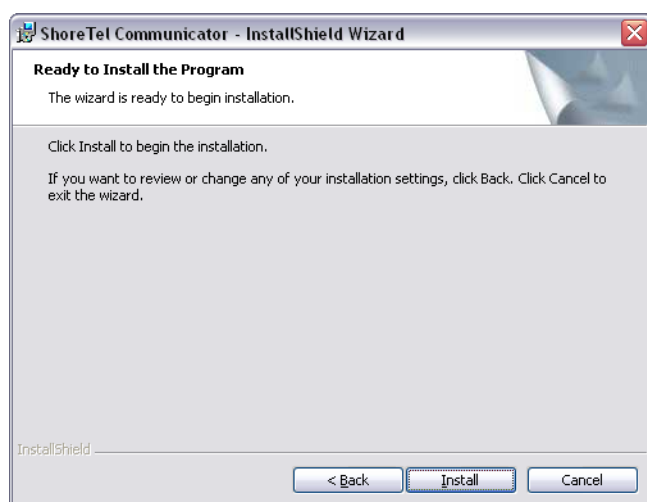 ShoreTel Communicator - InstallShield Wizard
Ready to Install the Program
The wizard is ready to begin installation.
Click Install to begin the installation.
If you want to review or change any of your installation settings, click Back. Click Cancel to
exit the wizard.
InstallShield
< Back
Install
Cancel